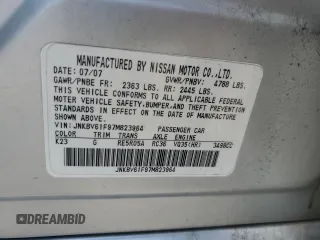 MANUFACTURED BY NISSAN MOTOR CO.,LTD.
DATE: 07/07 GVWR/PNBV: 4788 LBS.
GAWR/PNBE FR: 2363 LBS. RR: 2445 LBS.
THIS VEHICLE CONFORMS TO ALL APPLICABLE FEDERAL
MOTOR VEHICLE SAFETY, BUMPER, AND THEFT PREVENTION
STANDARDS IN EFFECT ON THE DATE OF MANUFACTURE
SHOWN ABOVE.
VIN: JNKBV61F97M823964 PASSENGER CAR
COLOR TRIM TRANS AXLE ENGINE
K23 G RE5R05A RC36 VQ35(HR)
JNKBV61F97M823964
DREAMBID